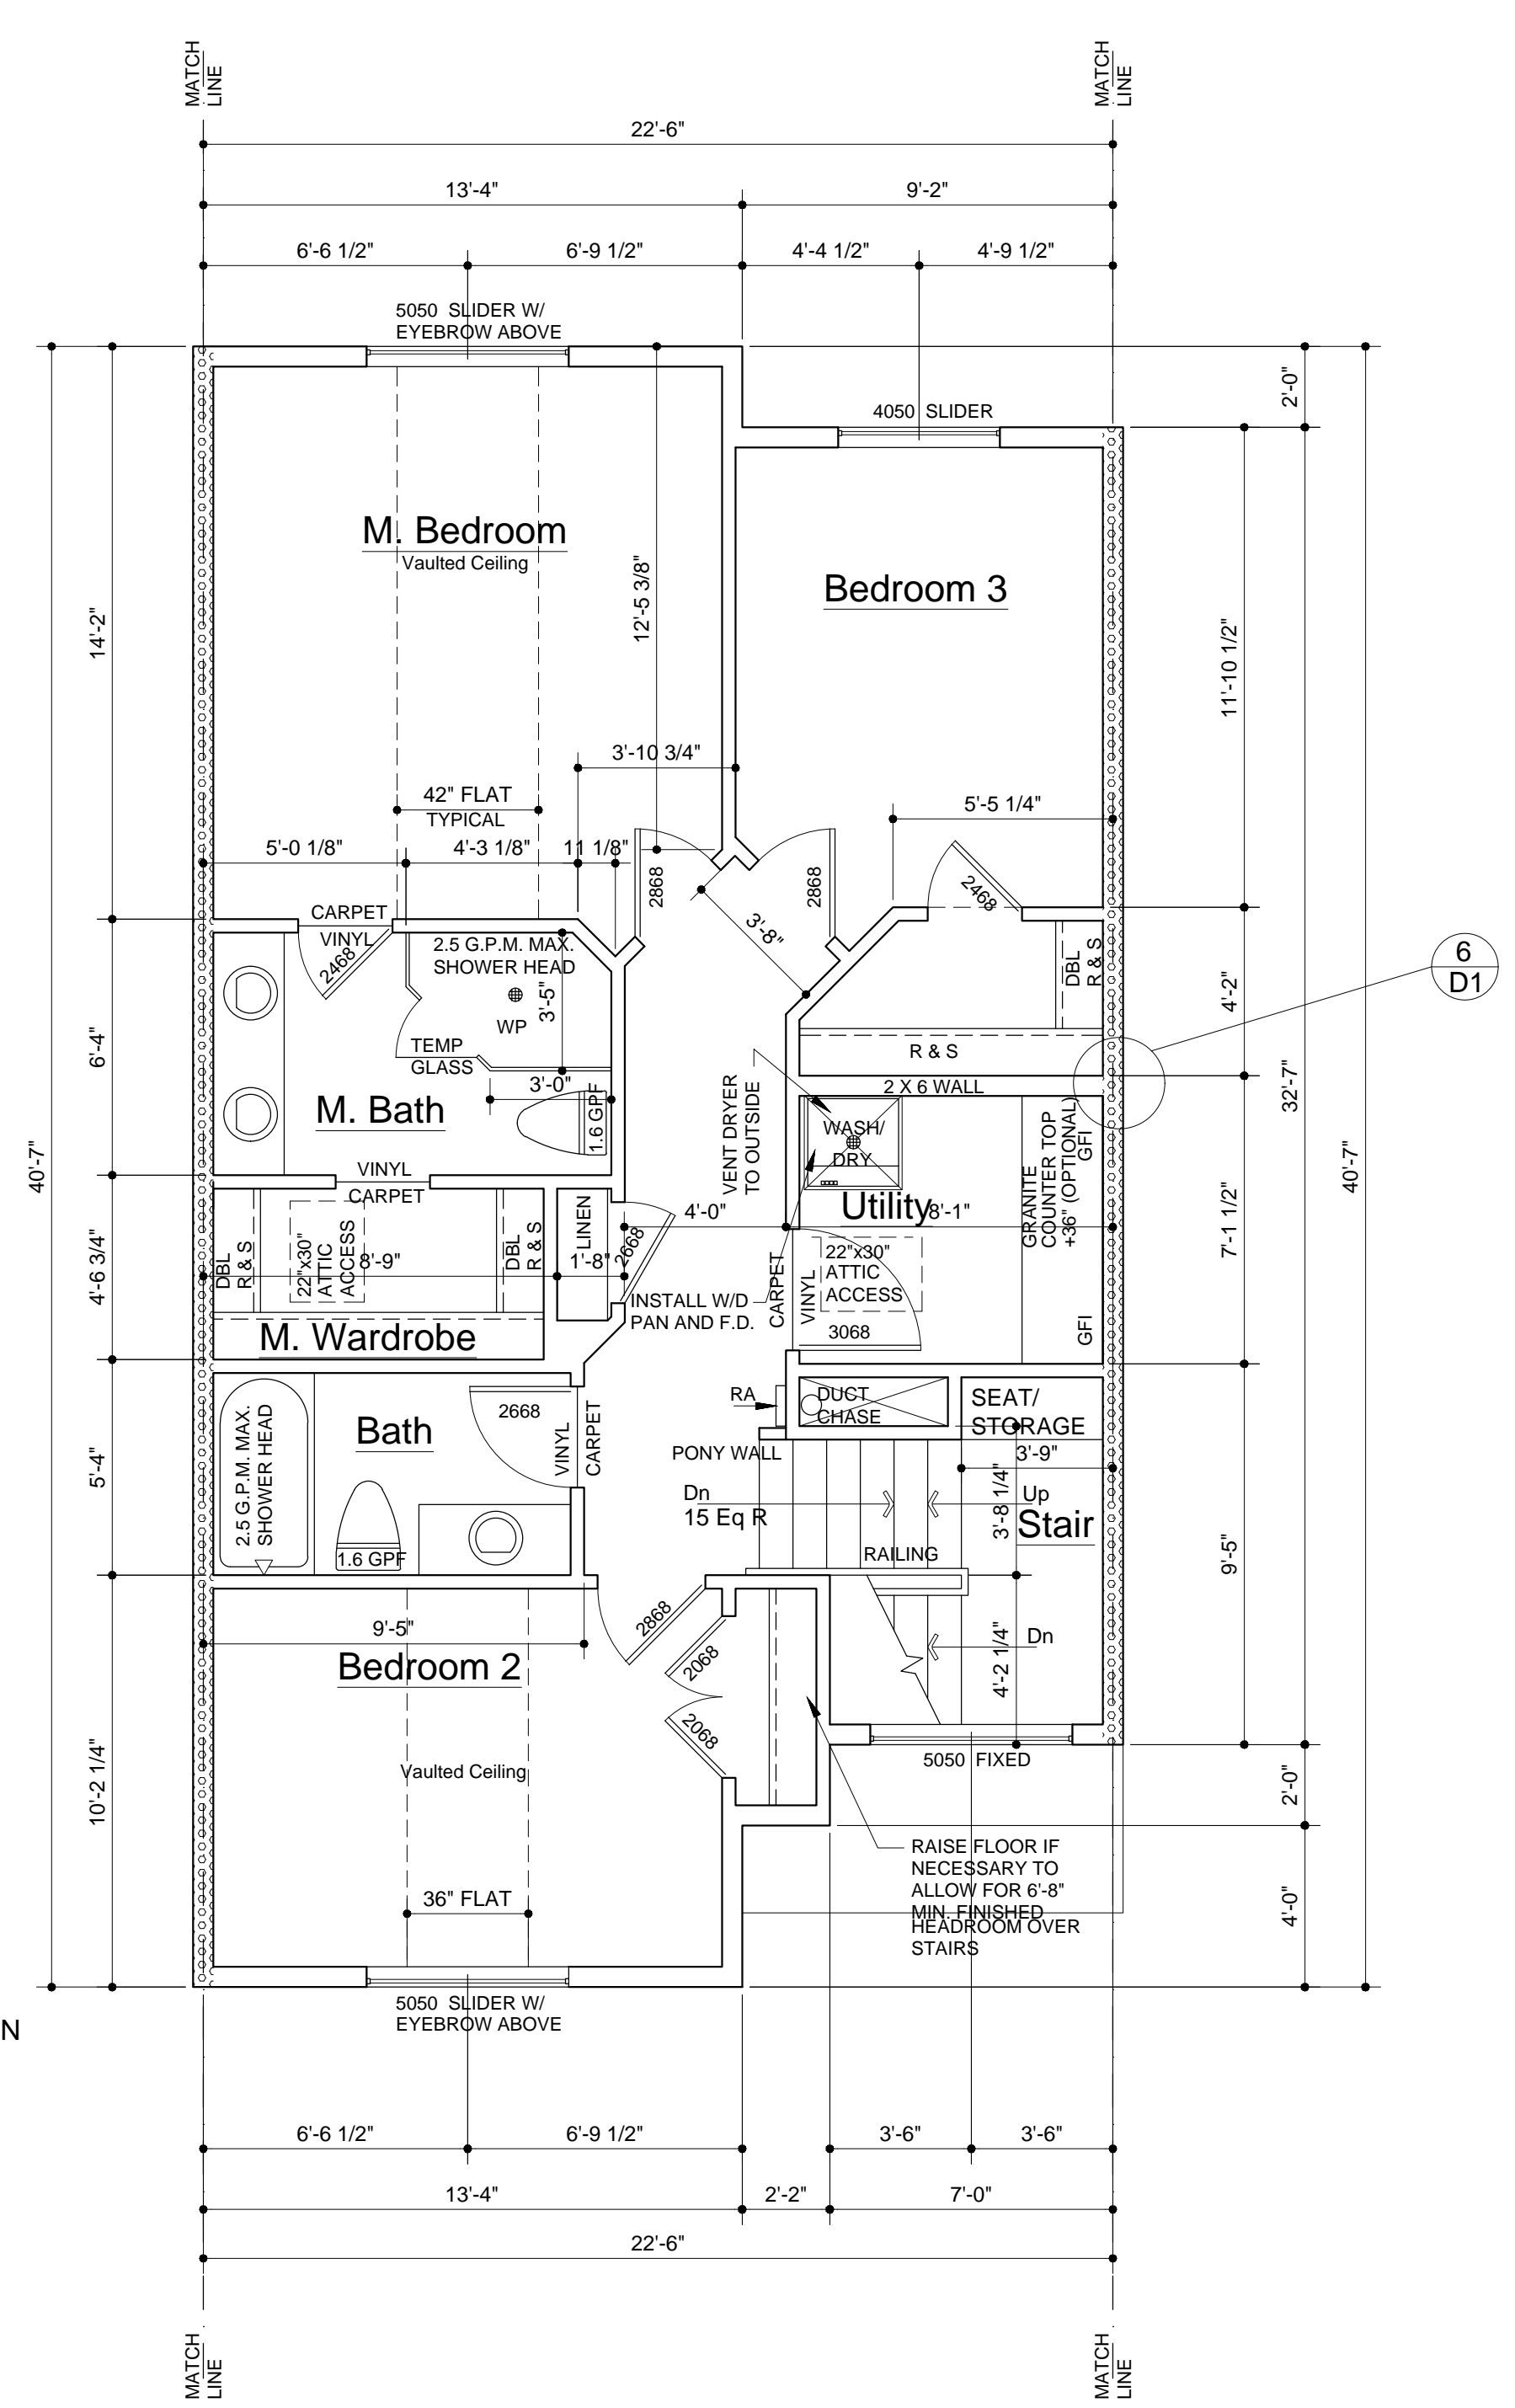 MATCH
LINE
MATCH
LINE
22'-6"
13'-4"
9'-2"
6'-6 1/2"
6'-9 1/2"
4'-4 1/2"
4'-9 1/2"
5050 SLIDER W/
EYEBROW ABOVE
4050 SLIDER
2'-0"
M. Bedroom
Vaulted Ceiling
Bedroom 3
12'-5 3/8"
14'-2"
11'-10 1/2"
3'-10 3/4"
42" FLAT
TYPICAL
5'-5 1/4"
5'-0 1/8"
4'-3 1/8"
11 1/8"
2868
2868
2468
CARPET
VINYL
2468
2.5 G.P.M. MAX.
SHOWER HEAD
3'-5"
WP
3'-8"
DBL
R & S
6
D1
4'-2"
6'-4"
TEMP
GLASS
3'-0"
1.6 GPF
M. Bath
R & S
2 X 6 WALL
VENT DRYER
TO OUTSIDE
WASH/
DRY
GRANITE
COUNTER TOP
+36" (OPTIONAL)
GFI
32'-7"
40'-7"
40'-7"
VINYL
CARPET
LINEN
4'-0"
Utility
8'-1"
7'-1 1/2"
4'-6 3/4"
DBL
R & S
22"x30"
ATTIC
ACCESS
8'-9"
DBL
R & S
1'-8"
2668
INSTALL W/D
PAN AND F.D.
CARPET
VINYL
22"x30"
ATTIC
ACCESS
3068
GFI
M. Wardrobe
RA
DUCT
CHASE
SEAT/
STORAGE
2.5 G.P.M. MAX.
SHOWER HEAD
Bath
2668
VINYL
CARPET
PONY WALL
3'-9"
5'-4"
Dn
15 Eq R
3'-8 1/4"
Up
Stair
9'-5"
1.6 GPF
RAILING
9'-5"
2868
Bedroom 2
2068
2068
4'-2 1/4"
Dn
10'-2 1/4"
Vaulted Ceiling
5050 FIXED
2'-0"
RAISE FLOOR IF
NECESSARY TO
ALLOW FOR 6'-8"
MIN. FINISHED
HEADROOM OVER
STAIRS
36" FLAT
4'-0"
5050 SLIDER W/
EYEBROW ABOVE
N
6'-6 1/2"
6'-9 1/2"
3'-6"
3'-6"
13'-4"
2'-2"
7'-0"
22'-6"
MATCH
LINE
MATCH
LINE